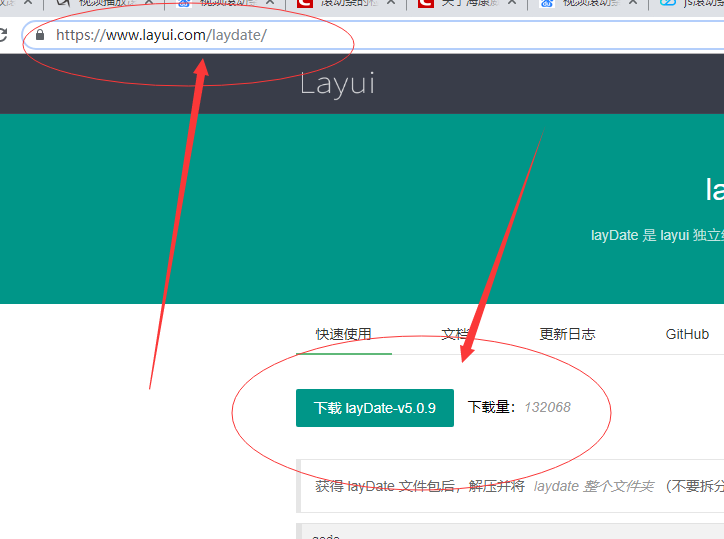 https://www.layui.com/laydate/
Layui
layDate 是 layui 独立
快速使用 文档 更新日志 GitHub
下载 layDate-v5.0.9 下载量：132068
获得 layDate 文件包后，解压并将 laydate 整个文件夹（不要拆分